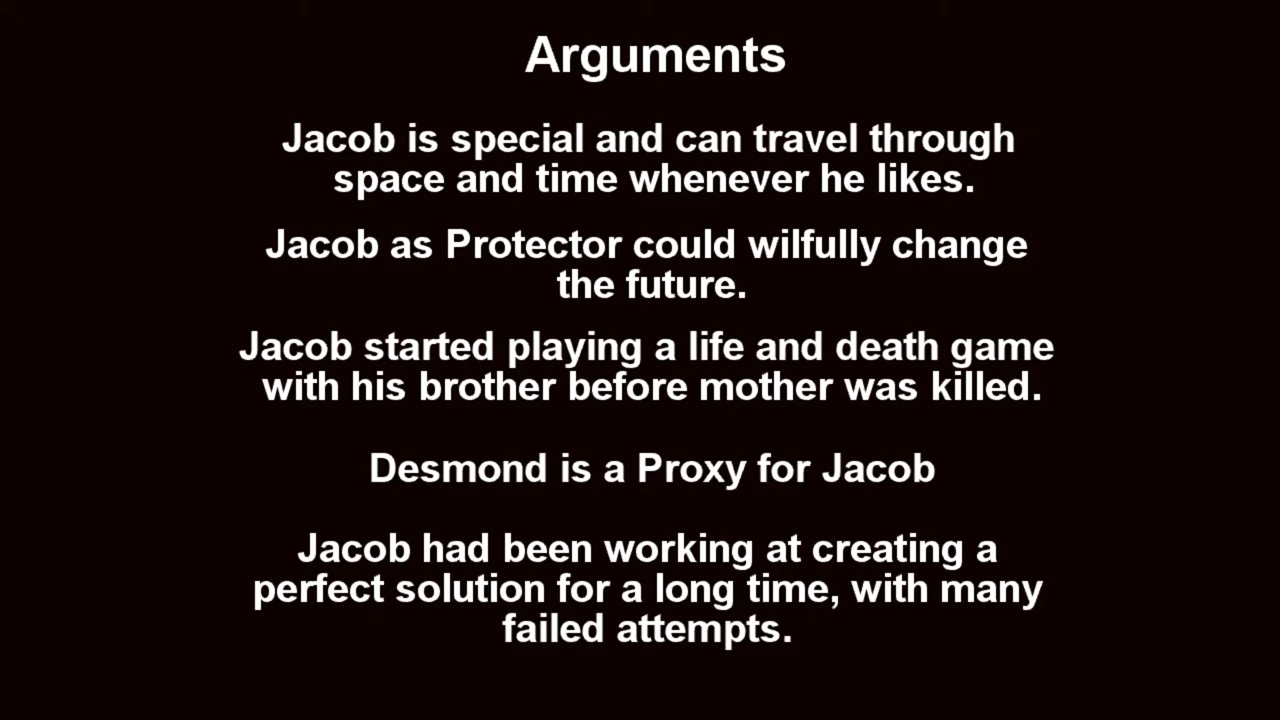 Arguments
Jacob is special and can travel through
space and time whenever he likes.
Jacob as Protector could wilfully change
the future.
Jacob started playing a life and death game
with his brother before mother was killed.
Desmond is a Proxy for Jacob
Jacob had been working at creating a
perfect solution for a long time, with many
failed attempts.